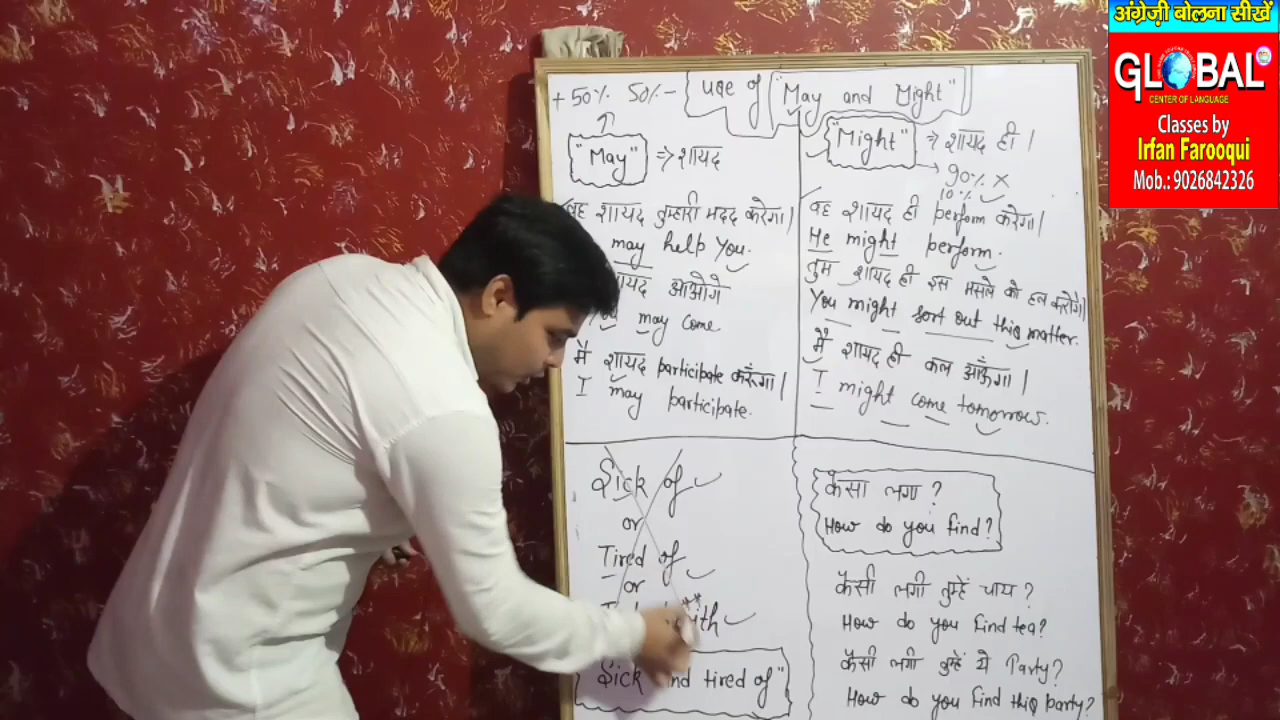 अंग्रेज़ी बोलना सीखें
GLOBAL
CENTER OF LANGUAGE
Classes by
Irfan Farooqui
Mob.: 9026842326
+50% 50%- use of "May and Might"
"May" ⇒ शायद
वह शायद तुम्हारी मदद करेगा।
may help you.
शायद आओगे
You may come
मैं शायद participate करूँगा।
I may participate.
"Might" ⇒ शायद ही।
→ 90% ×
10% ✓
वह शायद ही perform करेगा।
He might perform.
तुम शायद ही इस मसले को हल करोगे।
You might sort out this matter.
मैं शायद ही कल आऊँगा।
I might come tomorrow.
Sick of ✓
or
Tired of ✓
or
"Sick and tired of"
कैसा लगा ?
How do you find?
कैसी लगी तुम्हें चाय ?
How do you find tea?
कैसी लगी तुम्हें ये Party?
How do you find this party?